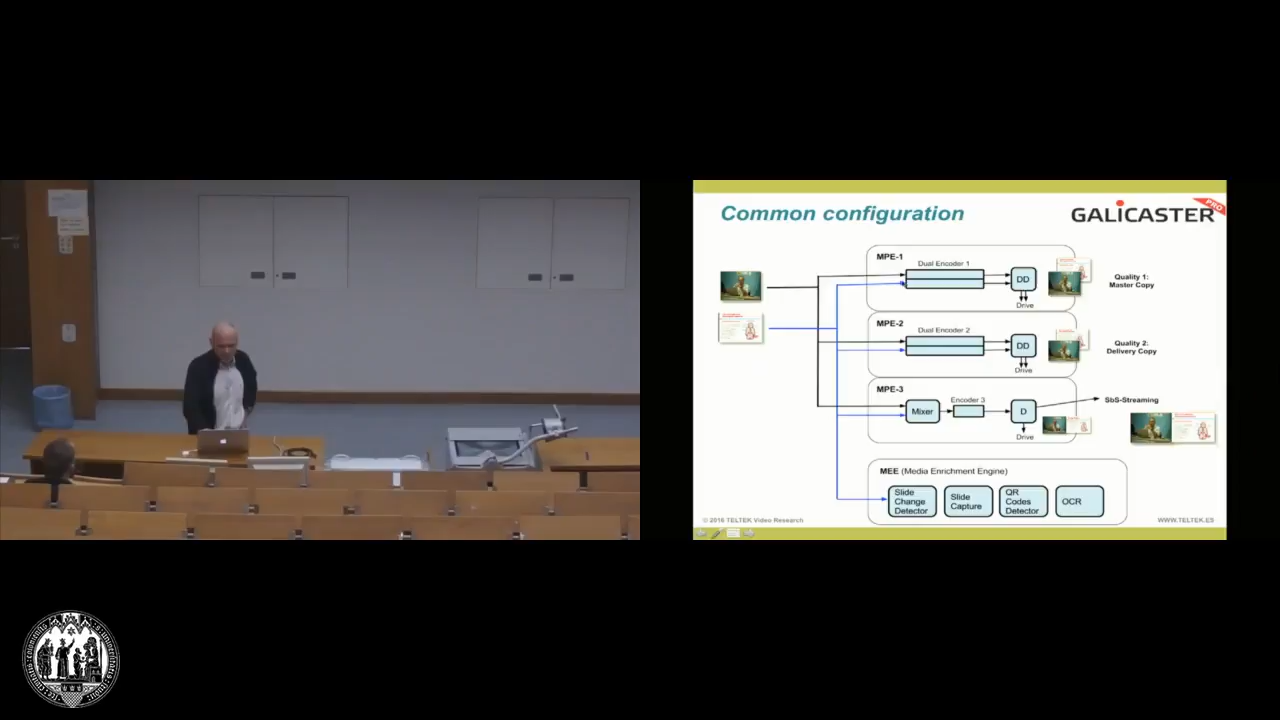 Common configuration
GALICASTER
PRO
MPE-1
Dual Encoder 1
DD
Drive
Quality 1:
Master Copy
MPE-2
Dual Encoder 2
DD
Drive
Quality 2:
Delivery Copy
MPE-3
Mixer
Encoder 3
D
Drive
SbS-Streaming
MEE (Media Enrichment Engine)
Slide
Change
Detector
Slide
Capture
QR
Codes
Detector
OCR
© 2016 TELTEK Video Research
WWW.TELTEK.ES